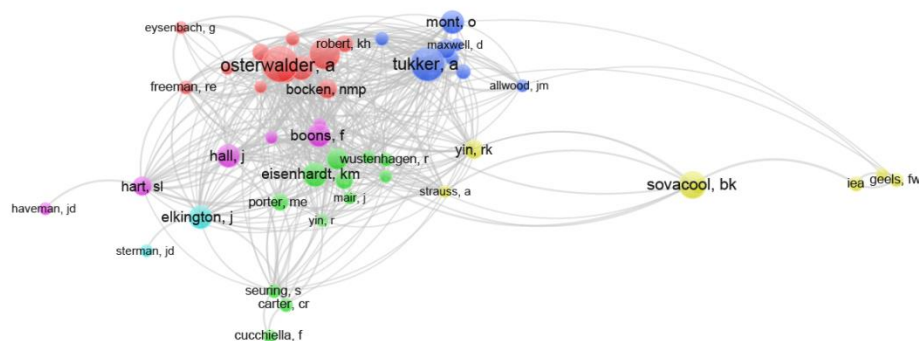 eysenbach, g
robert, kh
mont, o
maxwell, d
osterwalder, a
tukker, a
freeman, re
bocken, nmp
allwood, jm
boons, f
hall, j
yin, rk
wustenhagen, r
eisenhardt, km
hart, sl
strauss, a
sovacool, bk
iea
geels, fw
haveman, jd
porter, me
mair, j
elkington, j
yin, r
sterman, jd
seuring, s
carter, cr
cucchiella, f